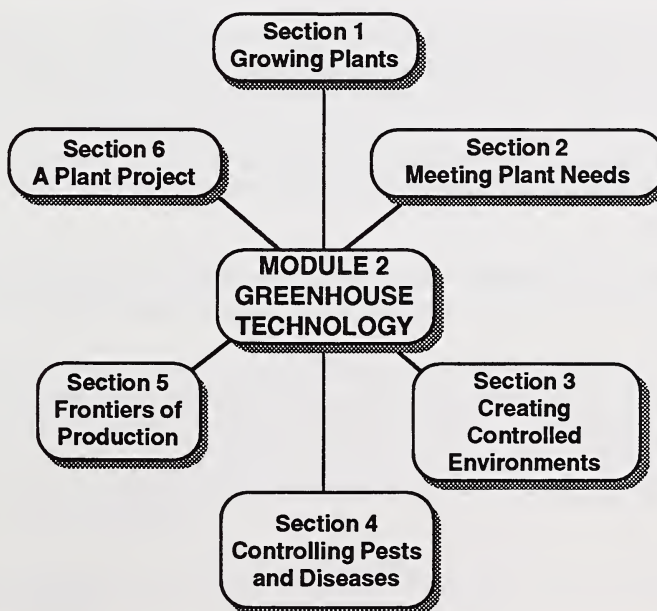 Section 1
Growing Plants
Section 6
A Plant Project
Section 2
Meeting Plant Needs
MODULE 2
GREENHOUSE
TECHNOLOGY
Section 5
Frontiers of
Production
Section 3
Creating
Controlled
Environments
Section 4
Controlling Pests
and Diseases